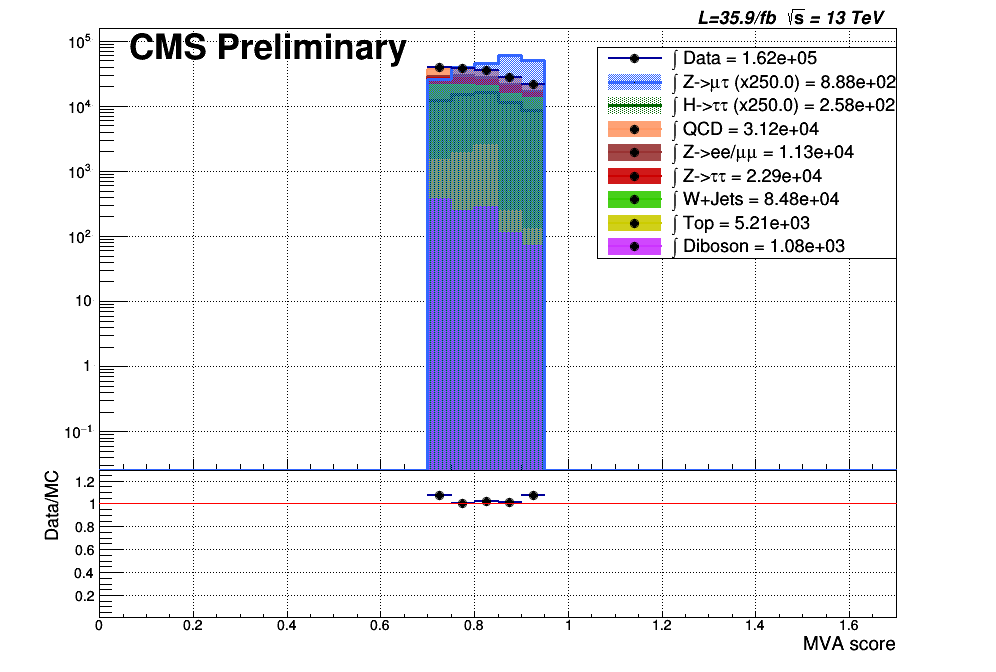 L=35.9/fb √s = 13 TeV
CMS Preliminary
∫ Data = 1.62e+05
∫ Z->μτ (x250.0) = 8.88e+02
∫ H->ττ (x250.0) = 2.58e+02
∫ QCD = 3.12e+04
∫ Z->ee/μμ = 1.13e+04
∫ Z->ττ = 2.29e+04
∫ W+Jets = 8.48e+04
∫ Top = 5.21e+03
∫ Diboson = 1.08e+03
10⁵
10⁴
10³
10²
10
1
10⁻¹
Data/MC
1.2
1
0.8
0.6
0.4
0.2
0 0.2 0.4 0.6 0.8 1 1.2 1.4 1.6
MVA score